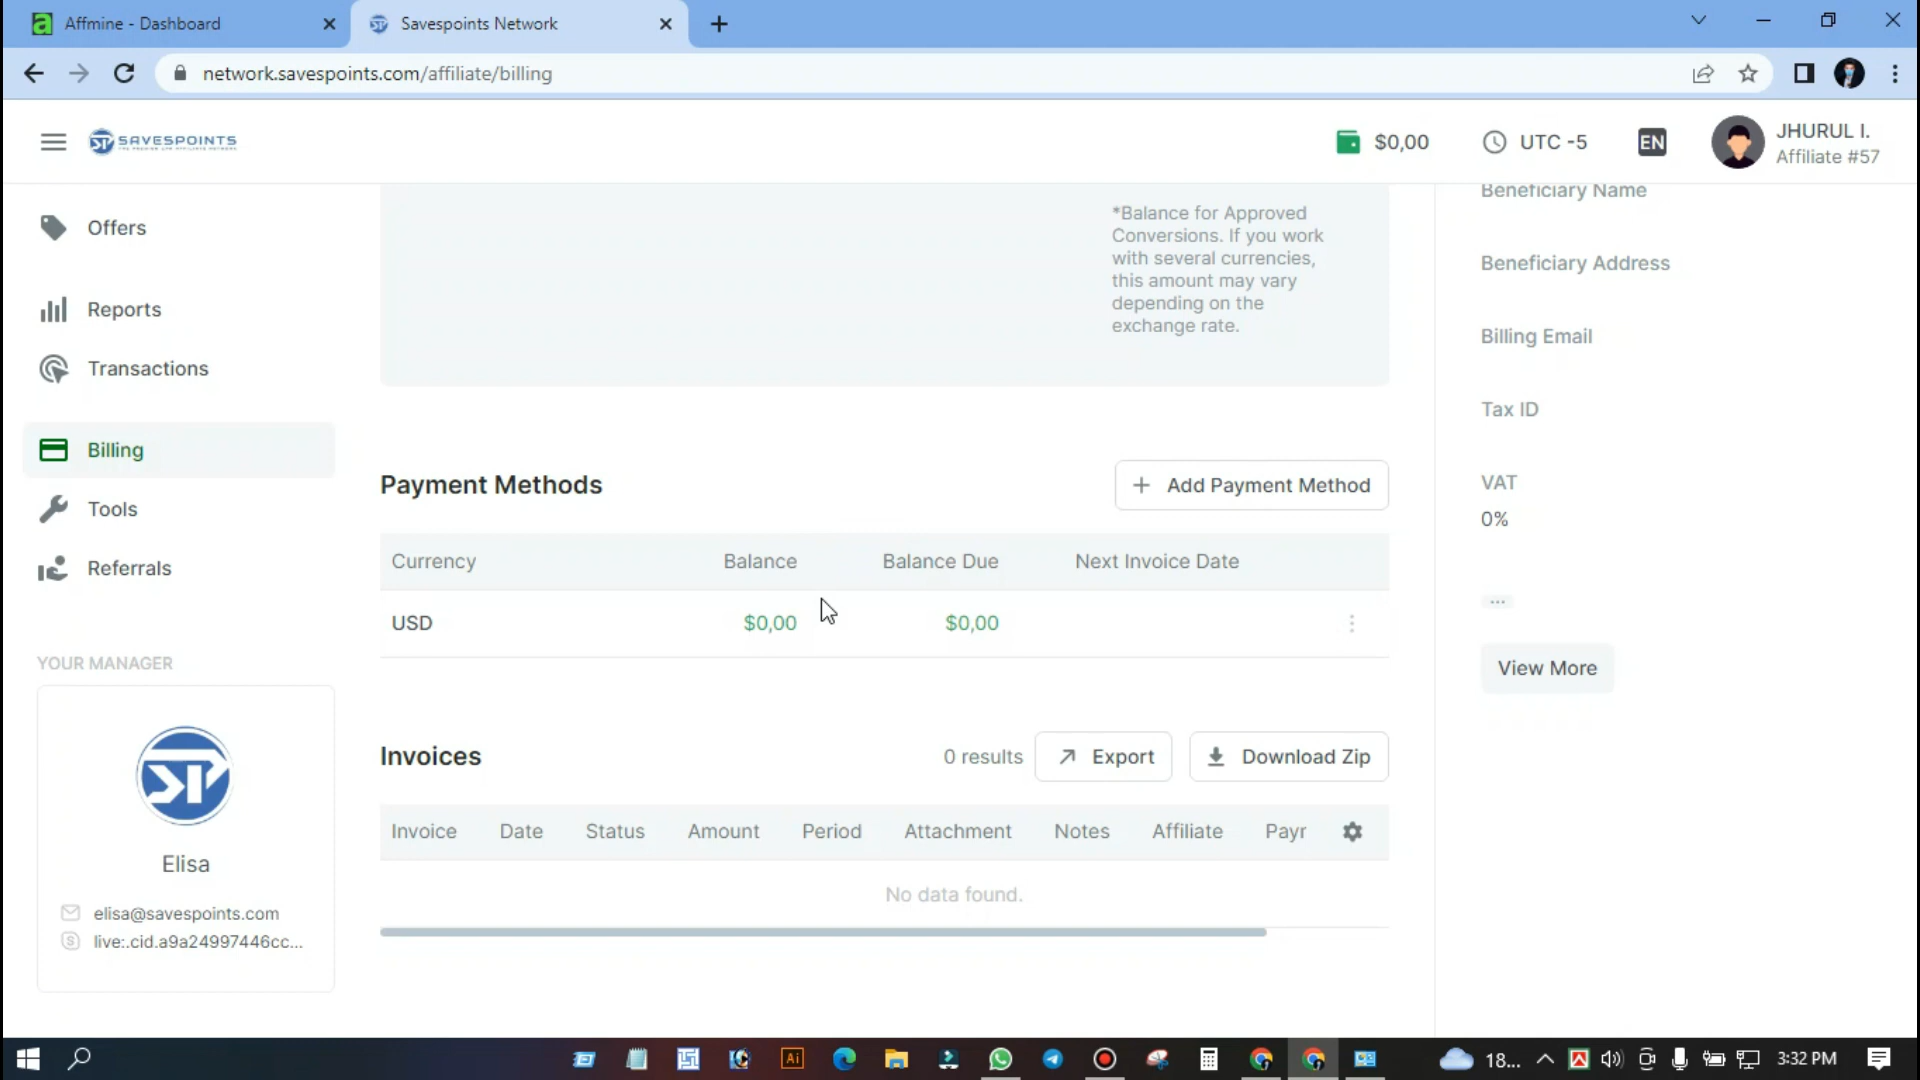 Affmine - Dashboard
Savespoints Network
network.savespoints.com/affiliate/billing
SAVESPOINTS
$0,00
UTC -5
EN
JHURUL I.
Affiliate #57
Offers
Reports
Transactions
Billing
Tools
Referrals
YOUR MANAGER
Elisa
elisa@savespoints.com
live:.cid.a9a24997446cc...
*Balance for Approved
Conversions. If you work
with several currencies,
this amount may vary
depending on the
exchange rate.
Payment Methods
+ Add Payment Method
Currency Balance Balance Due Next Invoice Date
USD $0,00 $0,00
Invoices
0 results
Export
Download Zip
Invoice Date Status Amount Period Attachment Notes Affiliate Payr
No data found.
Beneficiary Name
Beneficiary Address
Billing Email
Tax ID
VAT
0%
...
View More
Ai
18...
3:32 PM